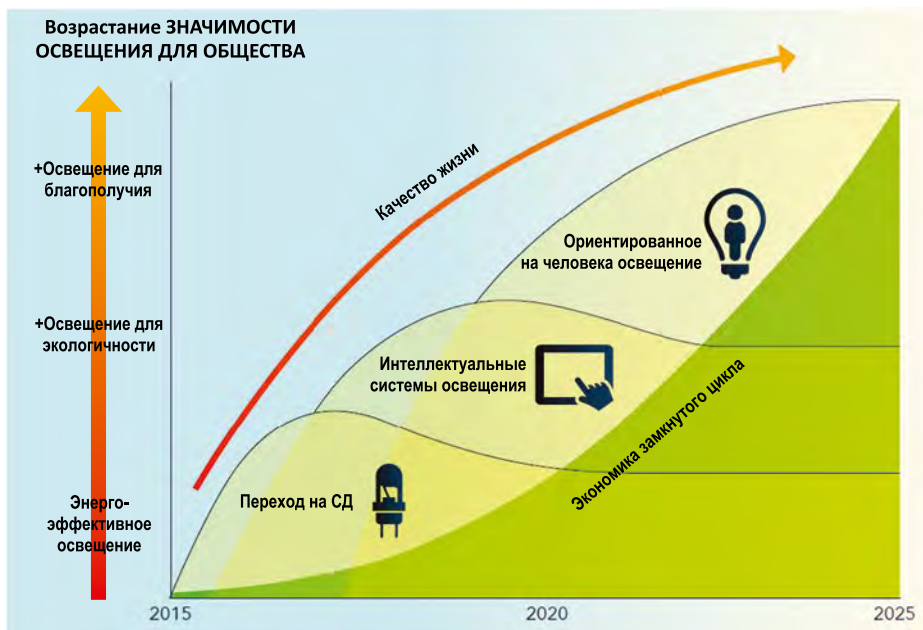 Возрастание ЗНАЧИМОСТИ
ОСВЕЩЕНИЯ ДЛЯ ОБЩЕСТВА
+Освещение для
благополучия
Качество жизни
Ориентированное
на человека освещение
+Освещение для
экологичности
Интеллектуальные
системы освещения
Экономика замкнутого цикла
Энерго-
эффективное
освещение
Переход на СД
2015
2020
2025